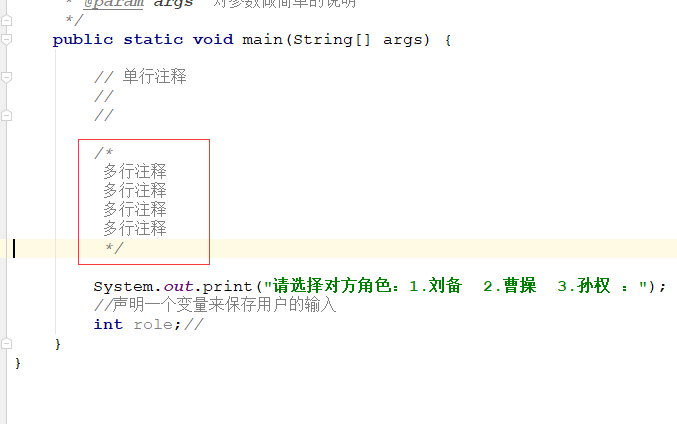 * @param args 对参数做简单的说明
*/
public static void main(String[] args) {
// 单行注释
//
//
/*
多行注释
多行注释
多行注释
多行注释
*/
System.out.print("请选择对方角色：1.刘备  2.曹操  3.孙权 ：");
//声明一个变量来保存用户的输入
int role;//
}
}